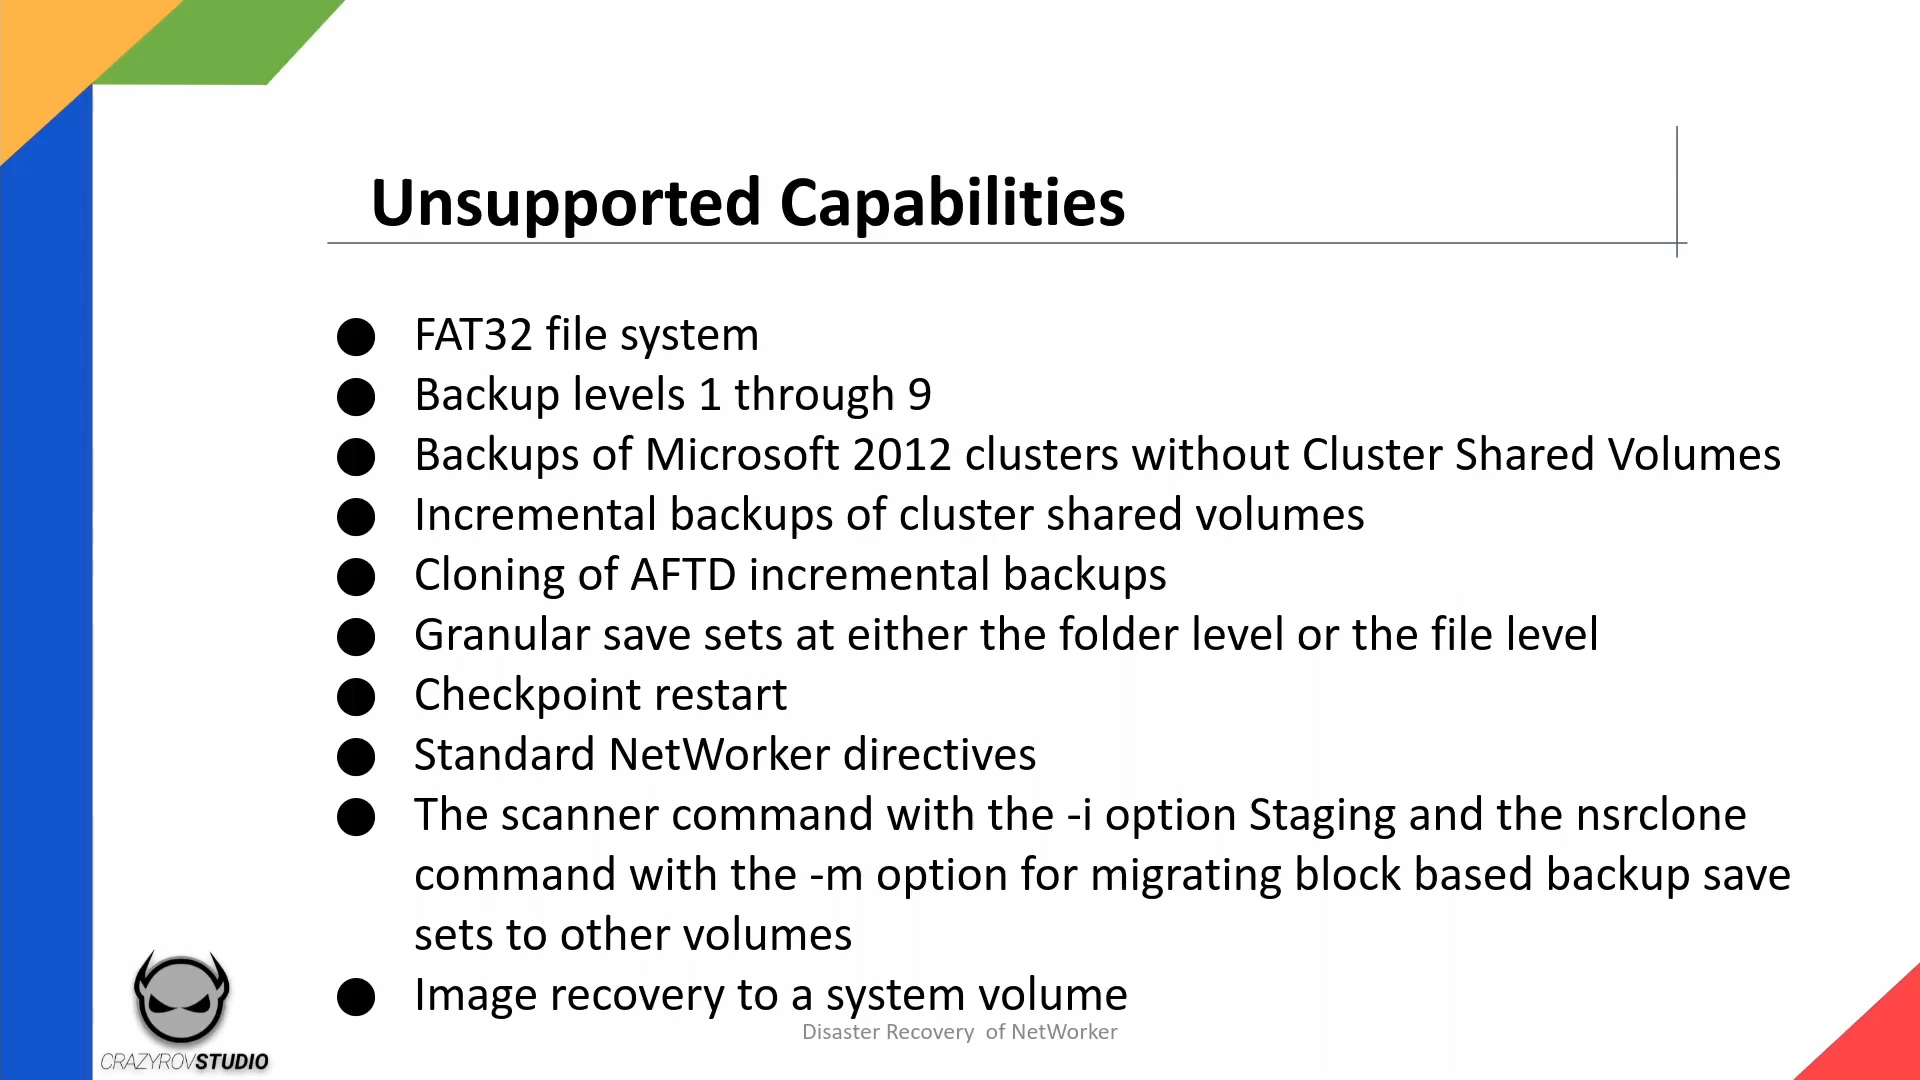 Unsupported Capabilities
● FAT32 file system
● Backup levels 1 through 9
● Backups of Microsoft 2012 clusters without Cluster Shared Volumes
● Incremental backups of cluster shared volumes
● Cloning of AFTD incremental backups
● Granular save sets at either the folder level or the file level
● Checkpoint restart
● Standard NetWorker directives
● The scanner command with the -i option Staging and the nsrclone
command with the -m option for migrating block based backup save
sets to other volumes
● Image recovery to a system volume
Disaster Recovery of NetWorker
CRAZYROVSTUDIO